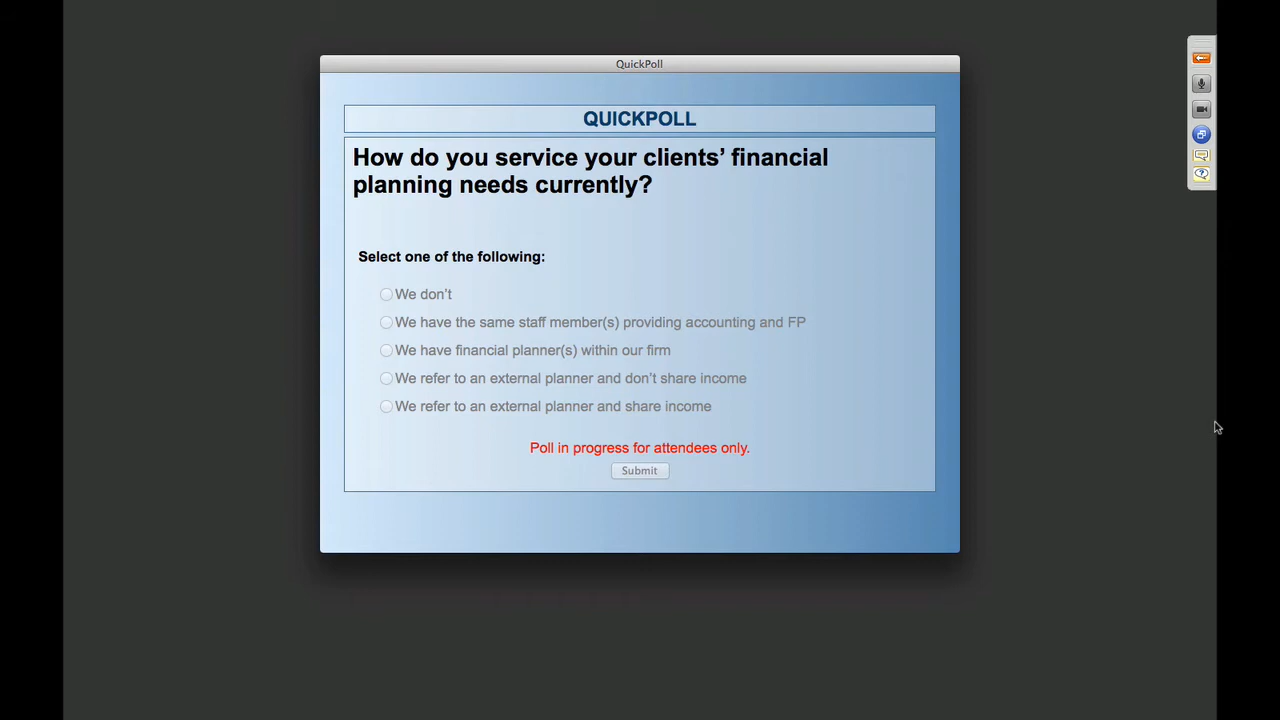 QuickPoll
QUICKPOLL
How do you service your clients’ financial
planning needs currently?
Select one of the following:
We don’t
We have the same staff member(s) providing accounting and FP
We have financial planner(s) within our firm
We refer to an external planner and don’t share income
We refer to an external planner and share income
Poll in progress for attendees only.
Submit